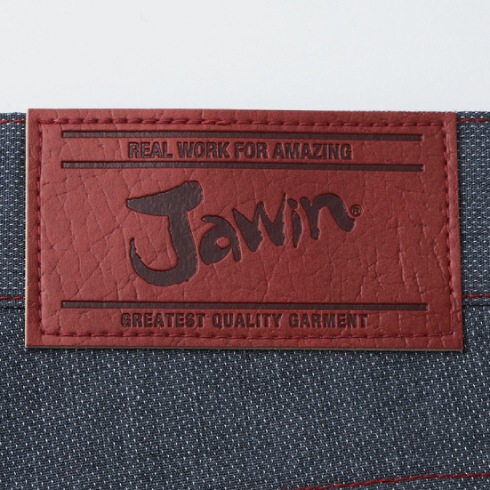 REAL WORK FOR AMAZING
Jawin®
GREATEST QUALITY GARMENT